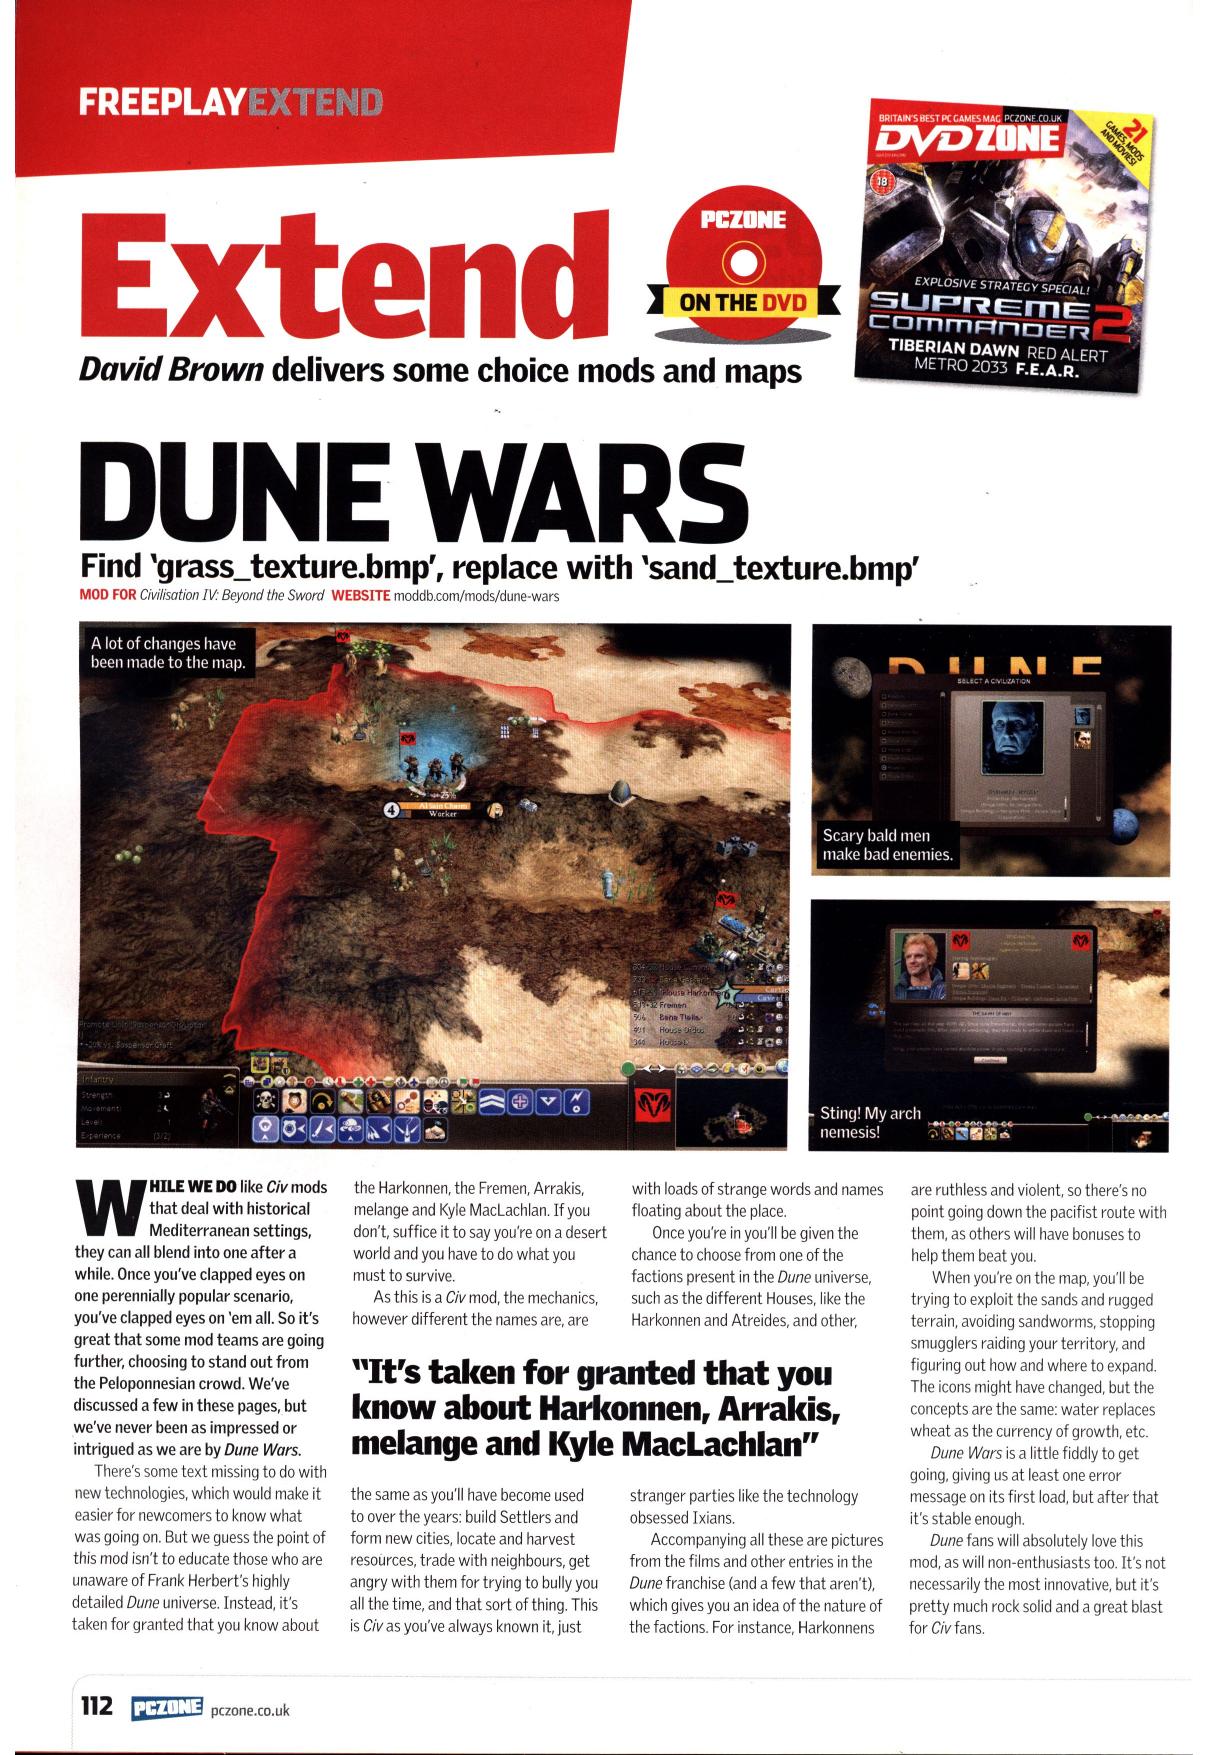 FREEPLAYEXTEND
BRITAIN'S BEST PC GAMES MAG PCZONE.CO.UK
DVDZONE
21
GAMES, MODS
AND MOVIES!
18
EXPLOSIVE STRATEGY SPECIAL!
SUPREME
COMMANDER 2
TIBERIAN DAWN RED ALERT
METRO 2033 F.E.A.R.
Extend
PCZONE
ON THE DVD
David Brown delivers some choice mods and maps
DUNE WARS
Find 'grass_texture.bmp', replace with 'sand_texture.bmp'
MOD FOR Civilisation IV: Beyond the Sword WEBSITE moddb.com/mods/dune-wars
A lot of changes have
been made to the map.
4
Worker
House Harkonnen
Fremen
Bene Tleila
House Ordos
Infantry
Strength:
Movement:
Level:
Experience:
DUNE
SELECT A CIVILIZATION
Scary bald men
make bad enemies.
Sting! My arch
nemesis!
WHILE WE DO like Civ mods
that deal with historical
Mediterranean settings,
they can all blend into one after a
while. Once you've clapped eyes on
one perennially popular scenario,
you've clapped eyes on 'em all. So it's
great that some mod teams are going
further, choosing to stand out from
the Peloponnesian crowd. We've
discussed a few in these pages, but
we've never been as impressed or
intrigued as we are by Dune Wars.
There's some text missing to do with
new technologies, which would make it
easier for newcomers to know what
was going on. But we guess the point of
this mod isn't to educate those who are
unaware of Frank Herbert's highly
detailed Dune universe. Instead, it's
taken for granted that you know about
the Harkonnen, the Fremen, Arrakis,
melange and Kyle MacLachlan. If you
don't, suffice it to say you're on a desert
world and you have to do what you
must to survive.
As this is a Civ mod, the mechanics,
however different the names are, are
"It's taken for granted that you
know about Harkonnen, Arrakis,
melange and Kyle MacLachlan"
the same as you'll have become used
to over the years: build Settlers and
form new cities, locate and harvest
resources, trade with neighbours, get
angry with them for trying to bully you
all the time, and that sort of thing. This
is Civ as you've always known it, just
with loads of strange words and names
floating about the place.
Once you're in you'll be given the
chance to choose from one of the
factions present in the Dune universe,
such as the different Houses, like the
Harkonnen and Atreides, and other,
stranger parties like the technology
obsessed Ixians.
Accompanying all these are pictures
from the films and other entries in the
Dune franchise (and a few that aren't),
which gives you an idea of the nature of
the factions. For instance, Harkonnens
are ruthless and violent, so there's no
point going down the pacifist route with
them, as others will have bonuses to
help them beat you.
When you're on the map, you'll be
trying to exploit the sands and rugged
terrain, avoiding sandworms, stopping
smugglers raiding your territory, and
figuring out how and where to expand.
The icons might have changed, but the
concepts are the same: water replaces
wheat as the currency of growth, etc.
Dune Wars is a little fiddly to get
going, giving us at least one error
message on its first load, but after that
it's stable enough.
Dune fans will absolutely love this
mod, as will non-enthusiasts too. It's not
necessarily the most innovative, but it's
pretty much rock solid and a great blast
for Civ fans.
112 PCZONE pczone.co.uk